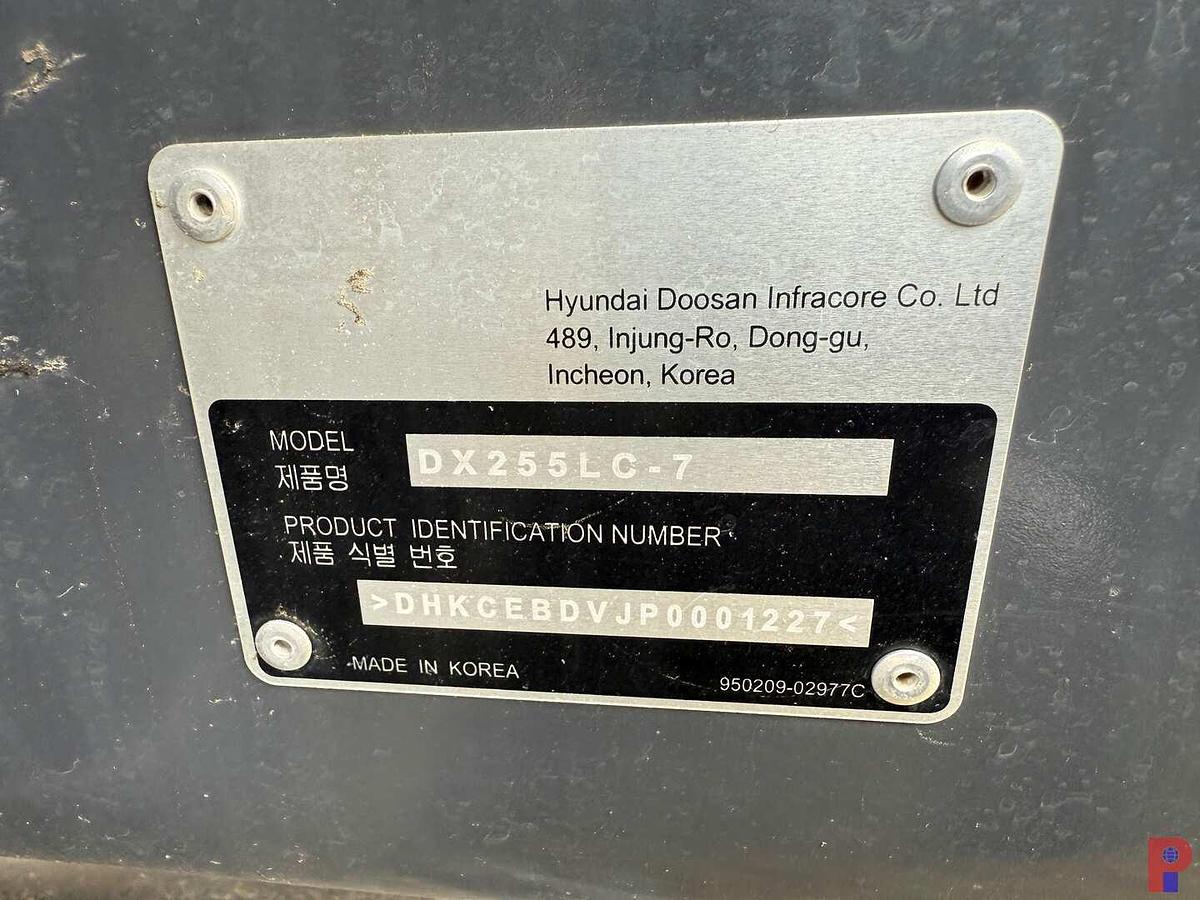 Hyundai Doosan Infracore Co. Ltd
489, Injung-Ro, Dong-gu,
Incheon, Korea
MODEL
제품명
DX255LC-7
PRODUCT IDENTIFICATION NUMBER
제품 식별 번호
>DHKCEBDVJP0001227<
MADE IN KOREA
950209-02977C
PI